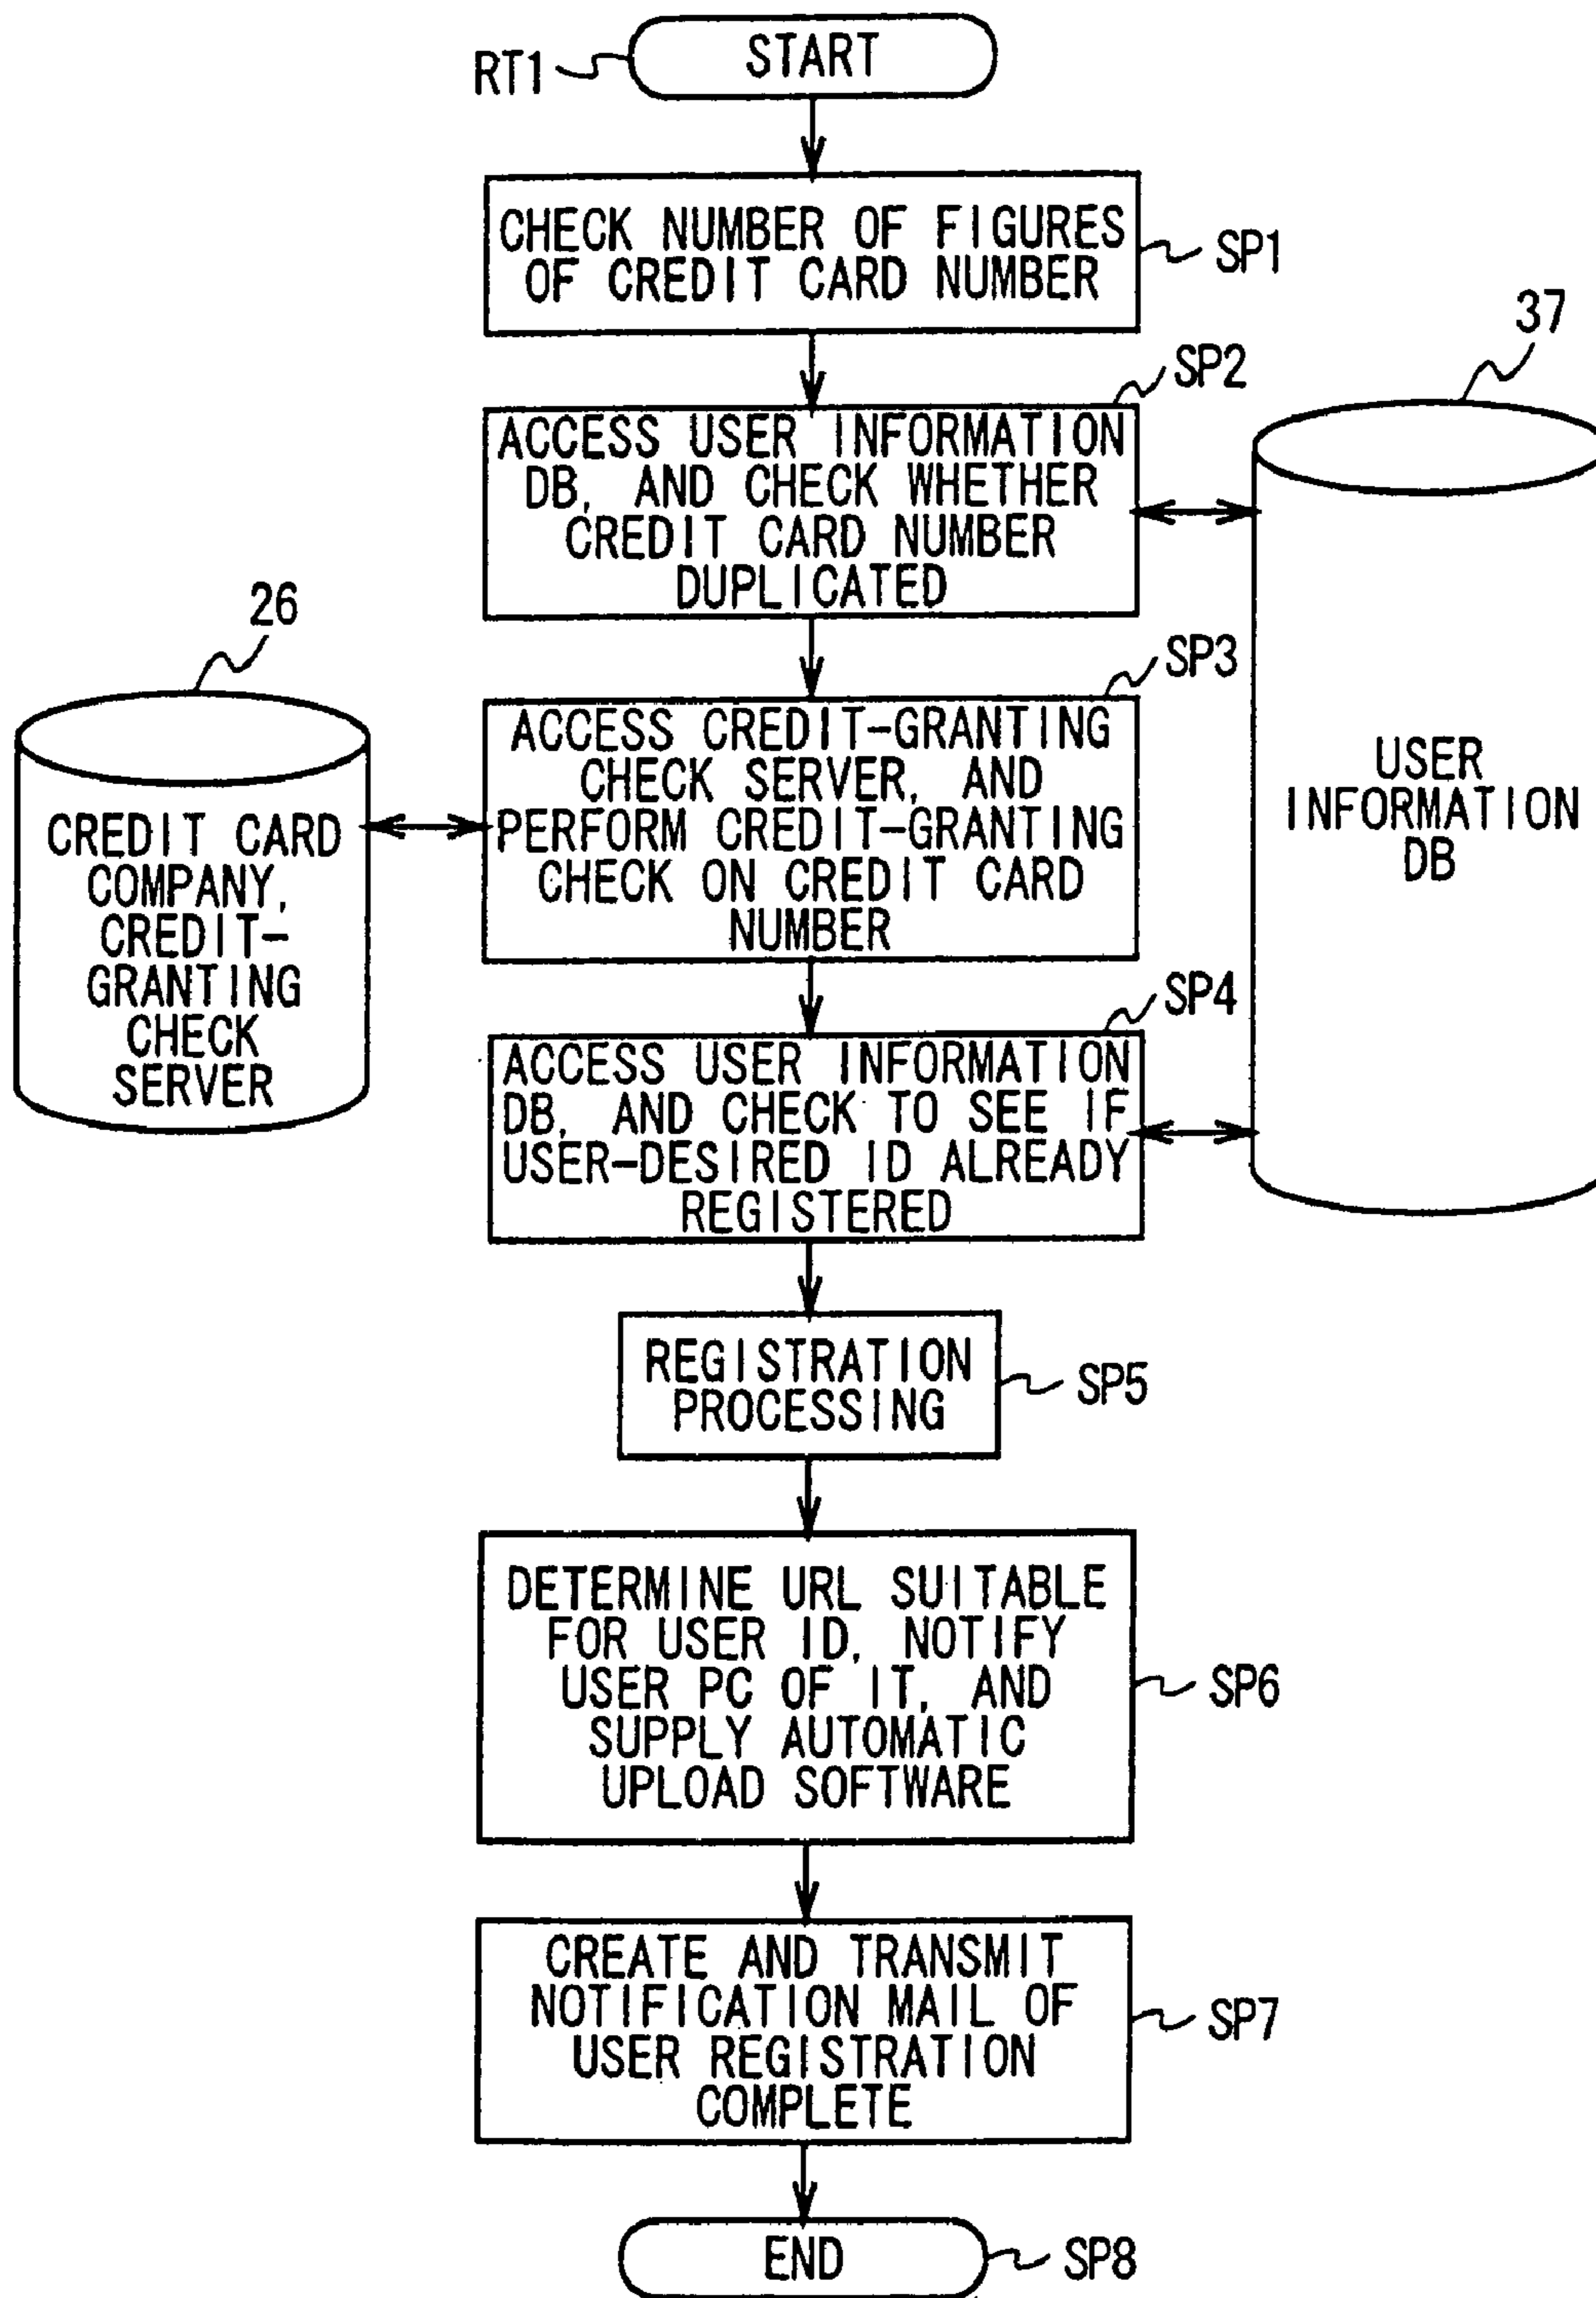 RT1
START
CHECK NUMBER OF FIGURES
OF CREDIT CARD NUMBER
SP1
37
SP2
ACCESS USER INFORMATION
DB, AND CHECK WHETHER
CREDIT CARD NUMBER
DUPLICATED
26
SP3
ACCESS CREDIT-GRANTING
CHECK SERVER, AND
PERFORM CREDIT-GRANTING
CHECK ON CREDIT CARD
NUMBER
USER
INFORMATION
DB
CREDIT CARD
COMPANY,
CREDIT-
GRANTING
CHECK
SERVER
SP4
ACCESS USER INFORMATION
DB, AND CHECK TO SEE IF
USER-DESIRED ID ALREADY
REGISTERED
REGISTRATION
PROCESSING
SP5
DETERMINE URL SUITABLE
FOR USER ID, NOTIFY
USER PC OF IT, AND
SUPPLY AUTOMATIC
UPLOAD SOFTWARE
SP6
CREATE AND TRANSMIT
NOTIFICATION MAIL OF
USER REGISTRATION
COMPLETE
SP7
END
SP8